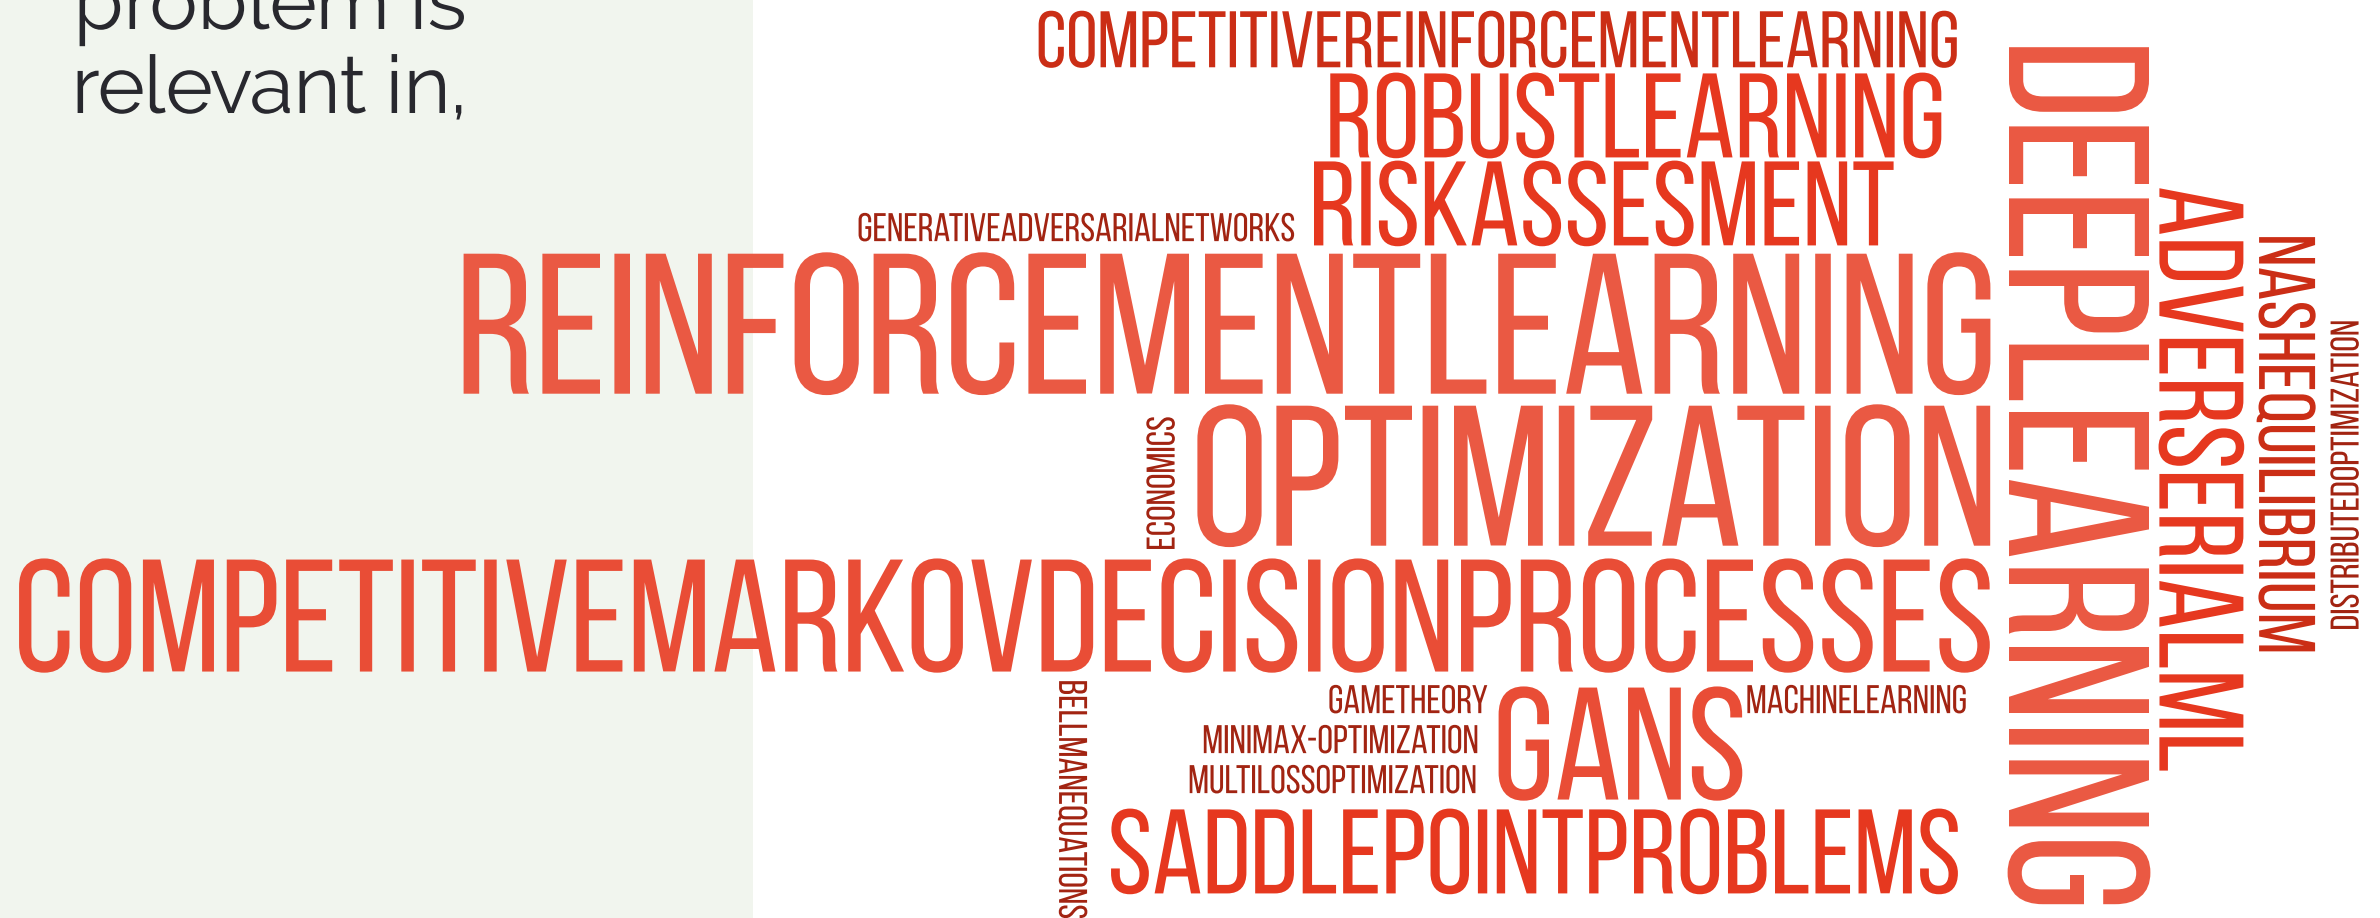 problem is
relevant in,
COMPETITIVEREINFORCEMENTLEARNING
ROBUSTLEARNING
RISKASSESMENT
GENERATIVEADVERSARIALNETWORKS
REINFORCEMENTLEARNING
ECONOMICS
OPTIMIZATION
COMPETITIVEMARKOVDECISIONPROCESSES
BELLMANEQUATIONS
GAMETHEORY
GANS
MACHINELEARNING
MINIMAX-OPTIMIZATION
MULTILOSSOPTIMIZATION
SADDLEPOINTPROBLEMS
DEEPLEARNING
ADVERSERIALML
NASHEQUILIBRIUM
DISTRIBUTEDOPTIMIZATION